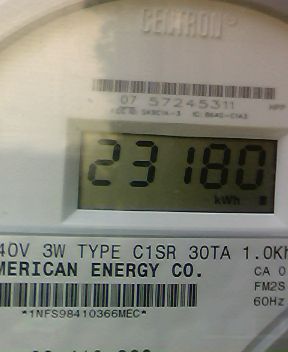 CENTRON®
07 57245311
23180
kWh
40V 3W TYPE C1SR 30TA 1.0Kh
MERICAN ENERGY CO.
CA 0
FM2S
60Hz
*1NFS98410366MEC*